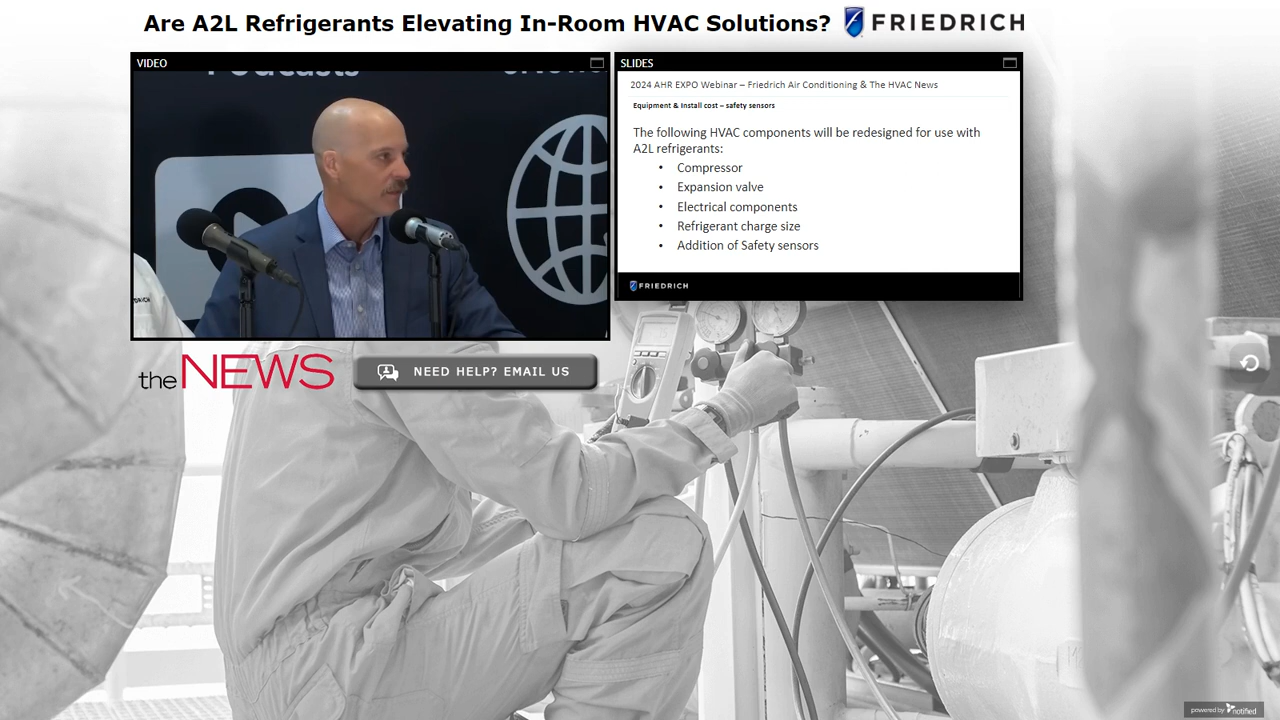 Are A2L Refrigerants Elevating In-Room HVAC Solutions?
FRIEDRICH
VIDEO
SLIDES
Podcasts
2024 AHR EXPO Webinar – Friedrich Air Conditioning & The HVAC News
Equipment & Install cost – safety sensors
The following HVAC components will be redesigned for use with
A2L refrigerants:
• Compressor
• Expansion valve
• Electrical components
• Refrigerant charge size
• Addition of Safety sensors
FRIEDRICH
the NEWS
NEED HELP? EMAIL US
powered by notified